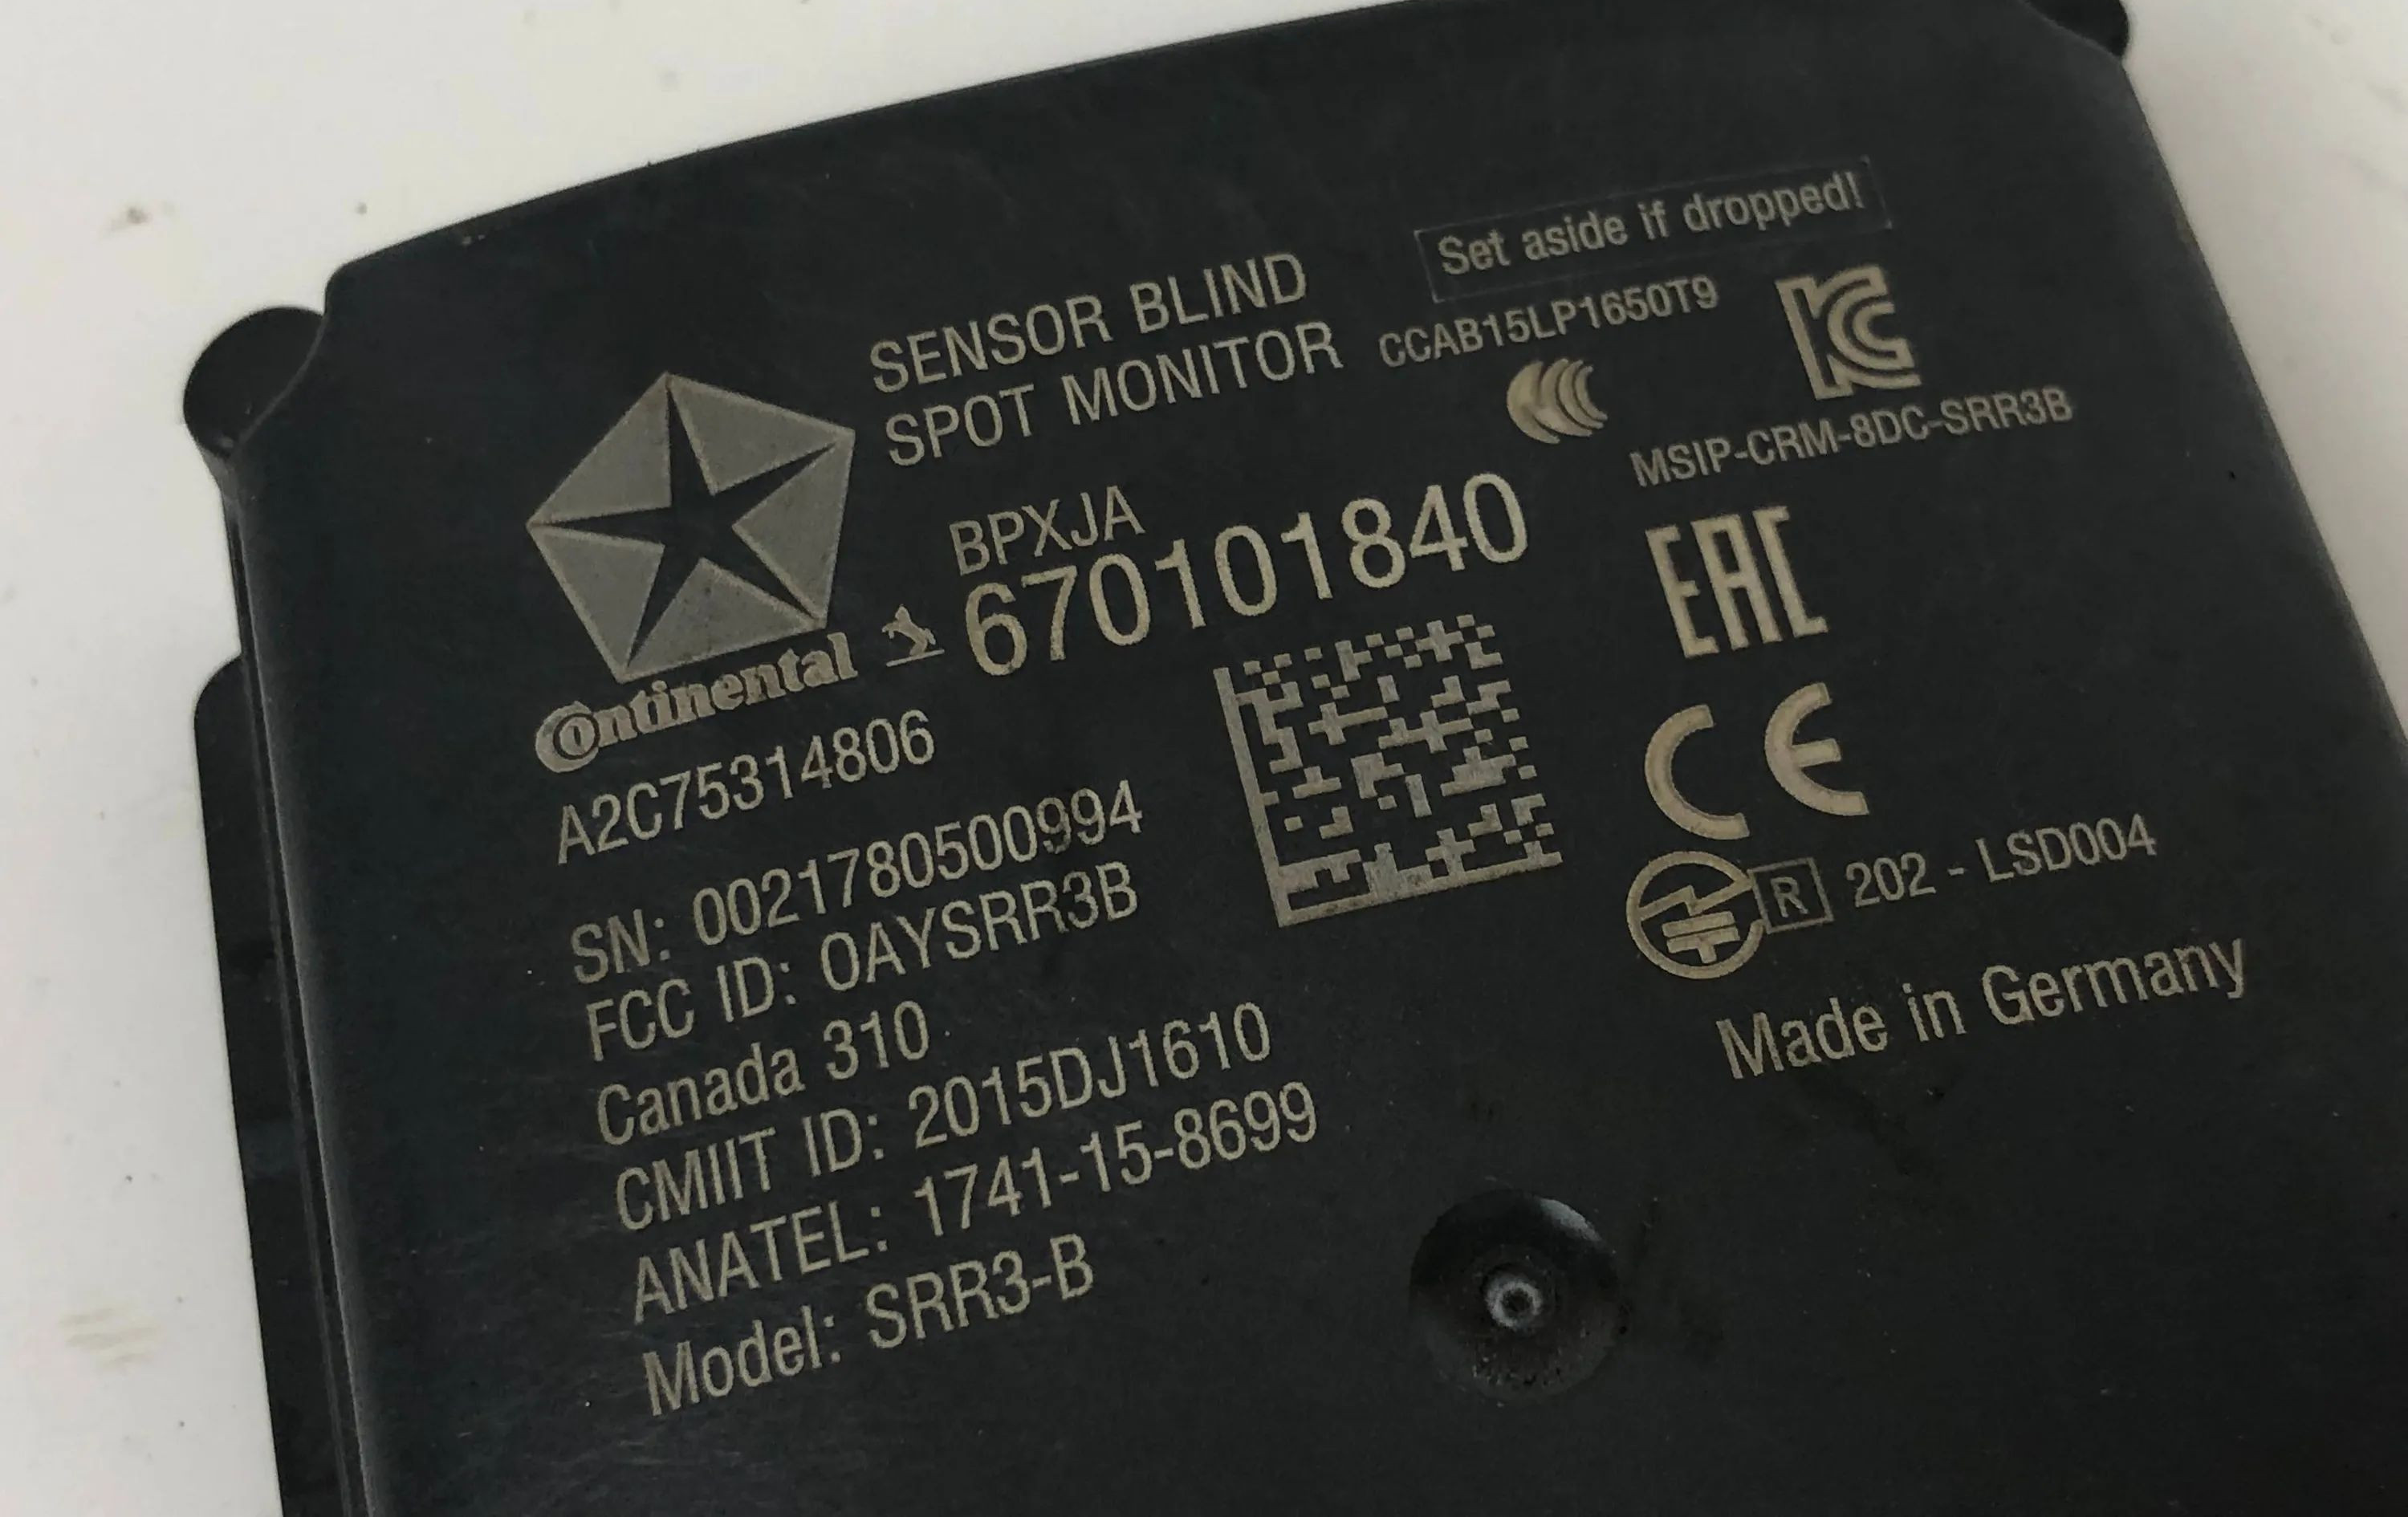 Set aside if dropped!
SENSOR BLIND
SPOT MONITOR
CCAB15LP1650T9
MSIP-CRM-8DC-SRR3B
BPXJA
670101840
Continental
A2C75314806
SN: 0021780500994
FCC ID: OAYSRR3B
Canada 310
CMIIT ID: 2015DJ1610
ANATEL: 1741-15-8699
Model: SRR3-B
CCC
KC
EAC
CE
R 202 - LSD004
Made in Germany